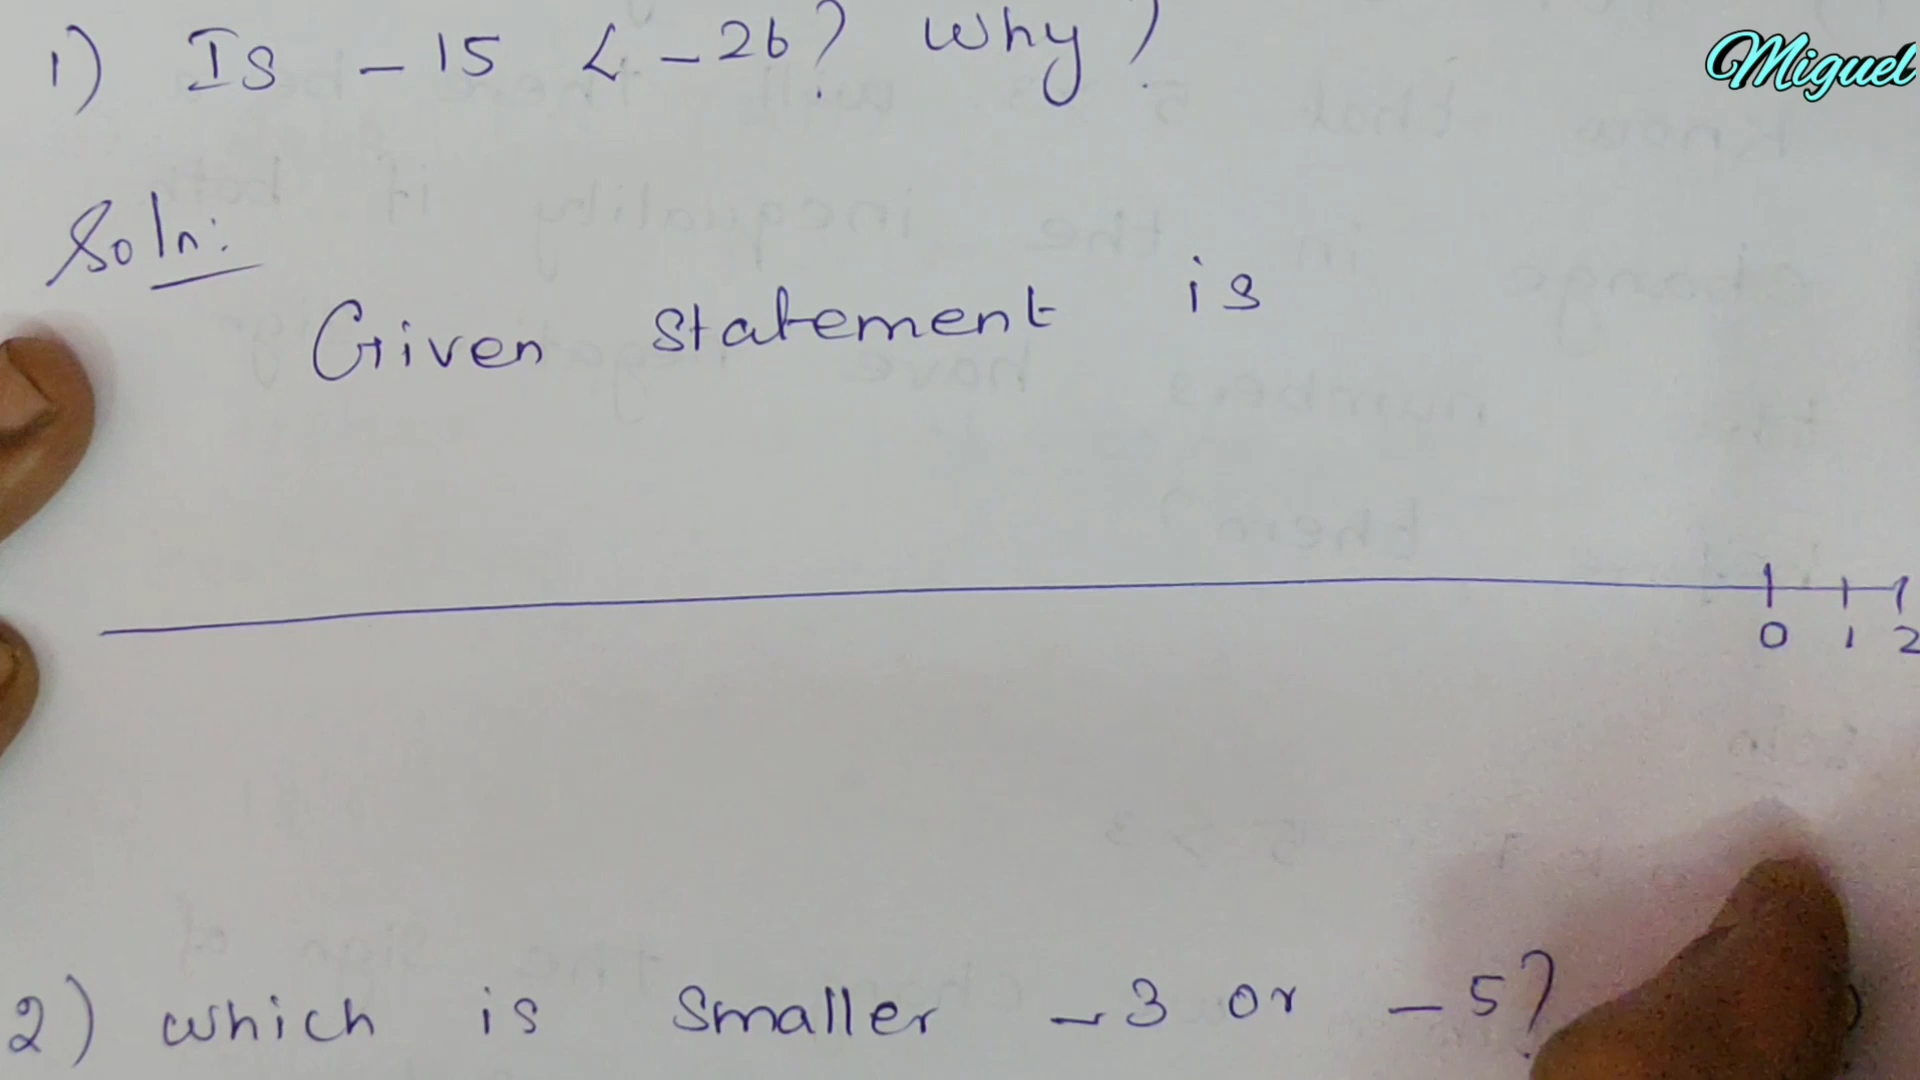 1) Is -15 < -26? Why?
Miguel
Soln:
Given statement is
0 1 2
2) which is smaller -3 or -5?